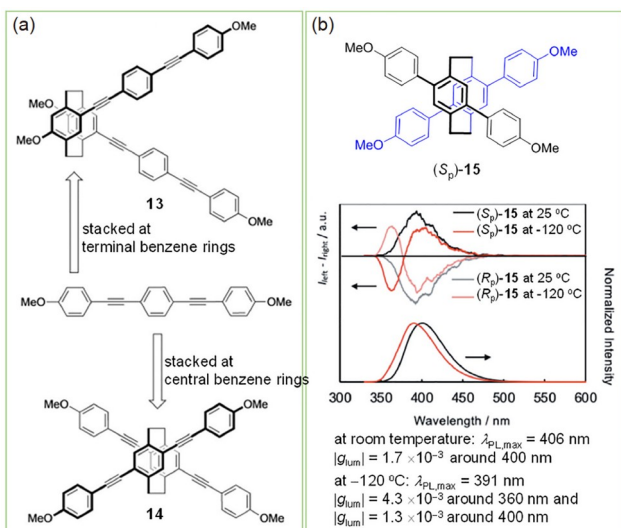 (a)
OMe
MeO
MeO
13
OMe
stacked at
terminal benzene rings
MeO
OMe
stacked at
central benzene rings
MeO
OMe
MeO
14
OMe
(b)
MeO
OMe
MeO
OMe
(Sp)-15
Ileft - Iright / a.u.
(Sp)-15 at 25 °C
(Sp)-15 at -120 °C
(Rp)-15 at 25 °C
(Rp)-15 at -120 °C
Normalized Intensity
300 350 400 450 500 550 600
Wavelength / nm
at room temperature: λPL,max = 406 nm
|glum| = 1.7 ×10−3 around 400 nm
at −120 °C: λPL,max = 391 nm
|glum| = 4.3 ×10−3 around 360 nm and
|glum| = 1.3 ×10−3 around 400 nm